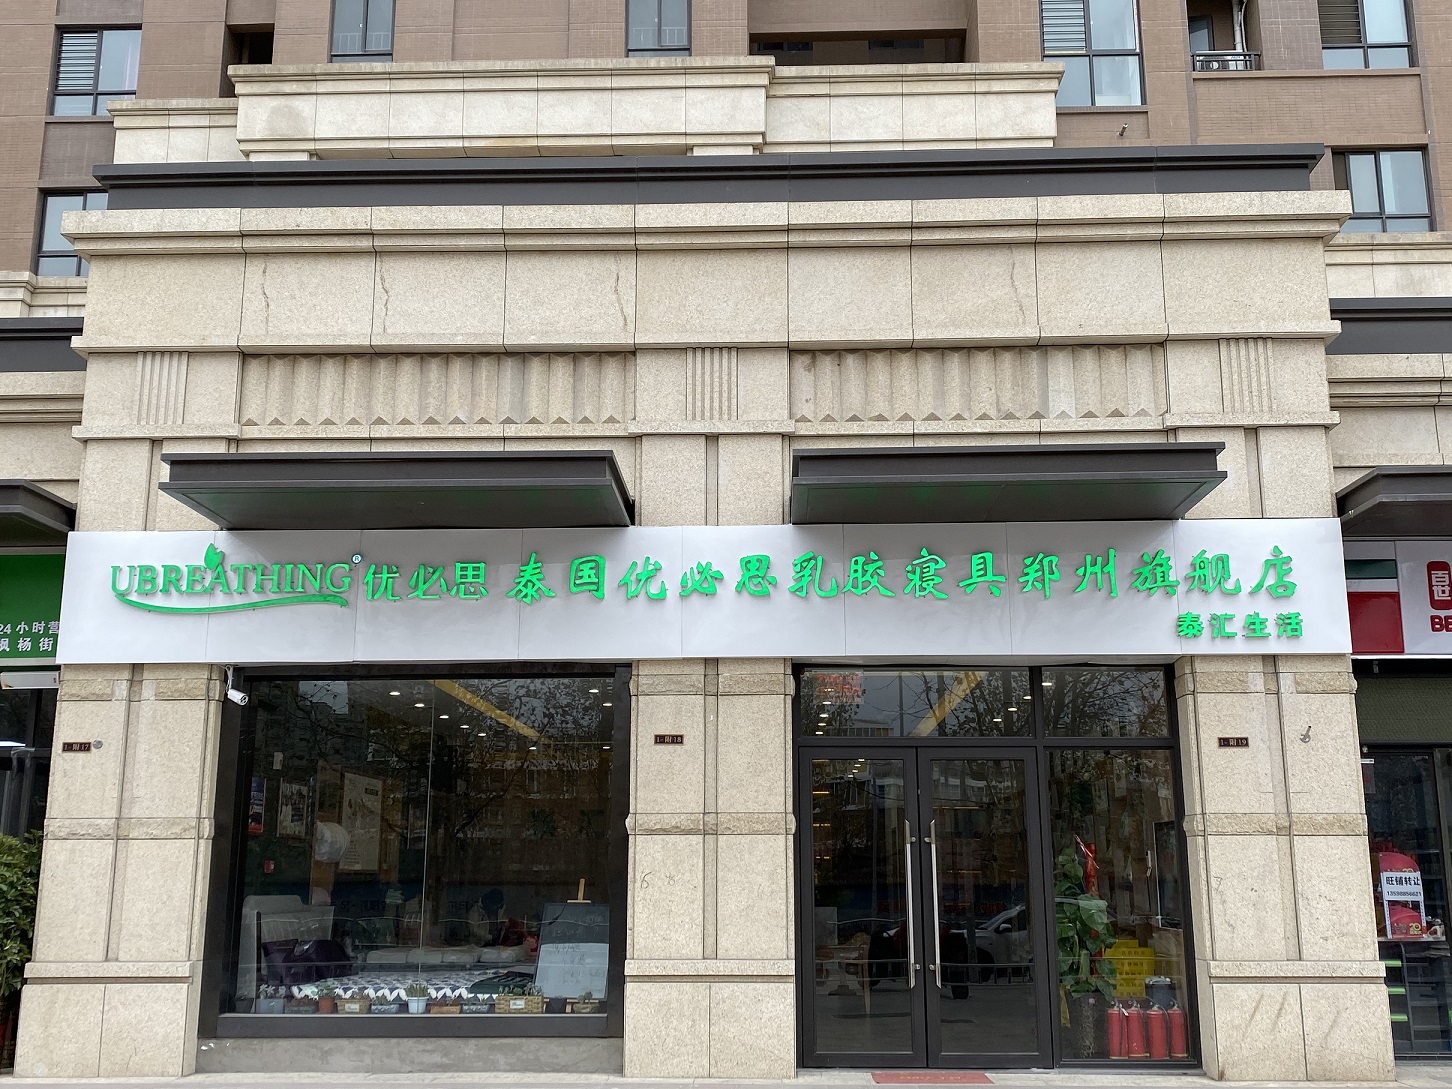 UBREATHING® 优必思 泰国优必思乳胶寝具郑州旗舰店
泰汇生活
24小时营
枫杨街
1-附17
1-附18
1-附19
旺铺转让